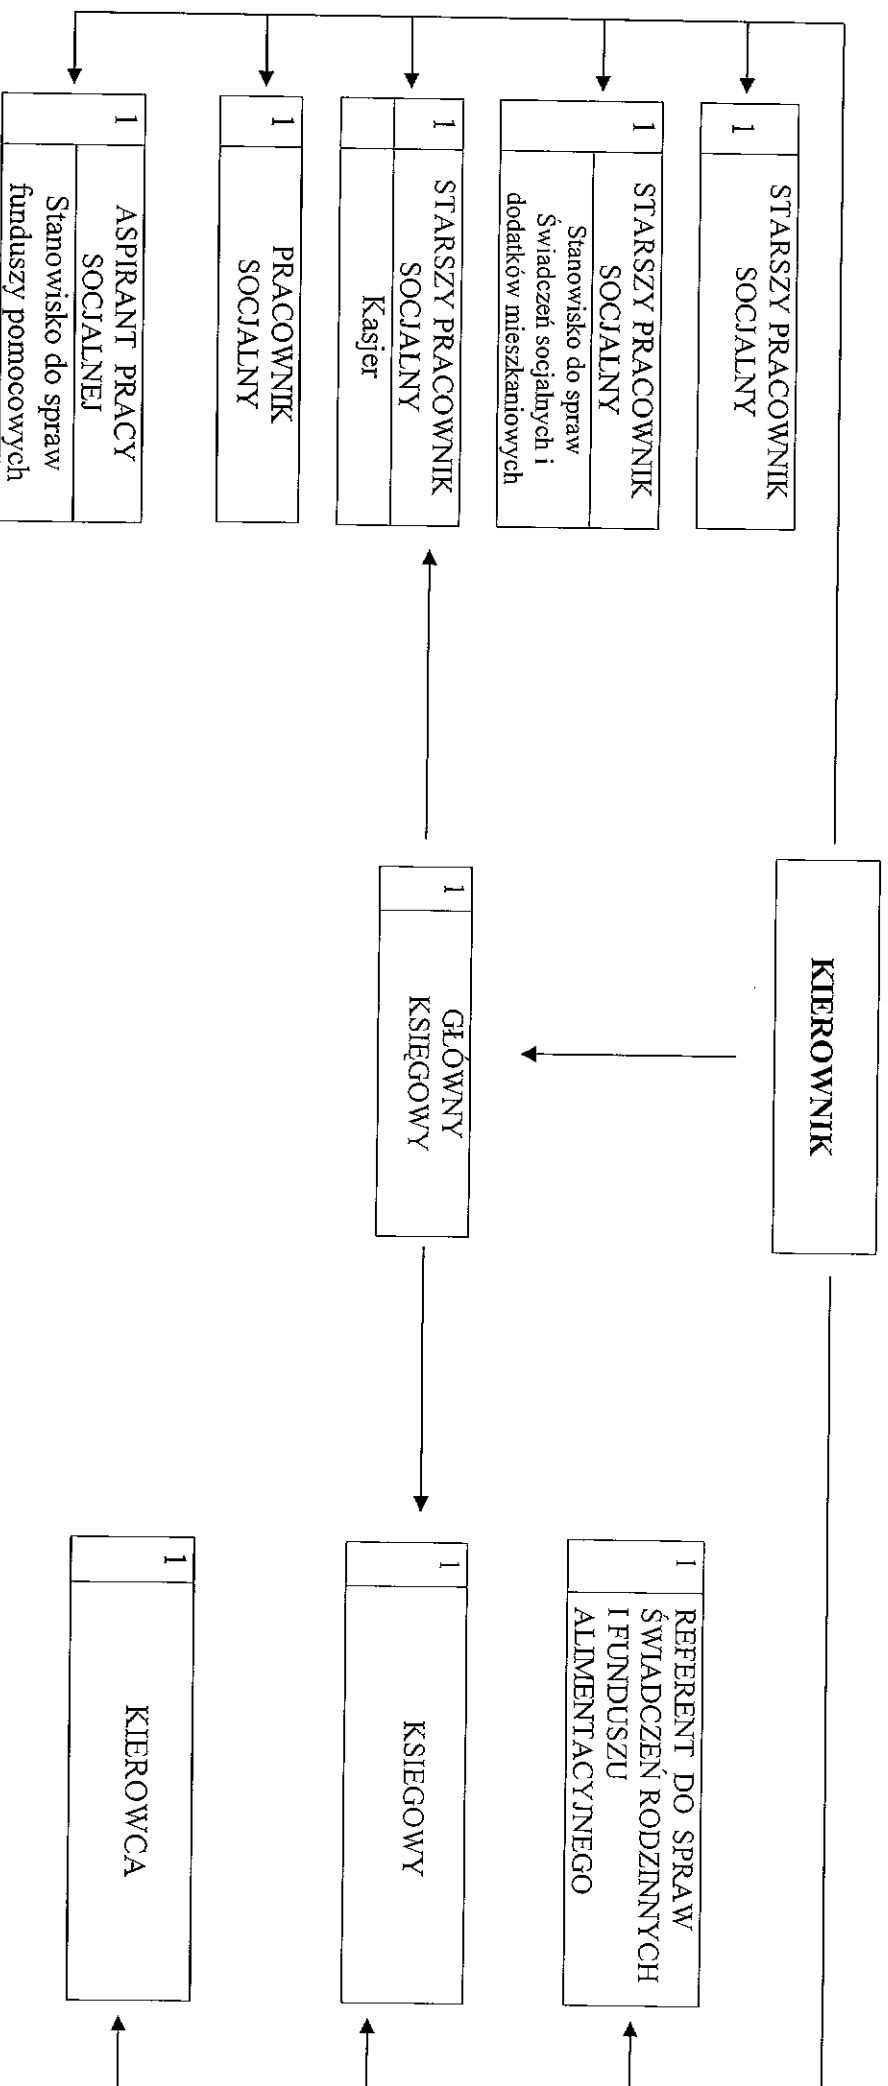 KIEROWNIK
1
STARSZY PRACOWNIK
SOCJALNY
1
STARSZY PRACOWNIK
SOCJALNY
Stanowisko do spraw
Świadczeń socjalnych i
dodatków mieszkaniowych
1
STARSZY PRACOWNIK
SOCJALNY
Kasjer
1
PRACOWNIK
SOCJALNY
1
ASPIRANT PRACY
SOCJALNEJ
Stanowisko do spraw
funduszy pomocowych
1
GŁÓWNY
KSIĘGOWY
1
REFERENT DO SPRAW
ŚWIADCZEŃ RODZINNYCH
I FUNDUSZU
ALIMENTACYJNEGO
1
KSIEGOWY
1
KIEROWCA